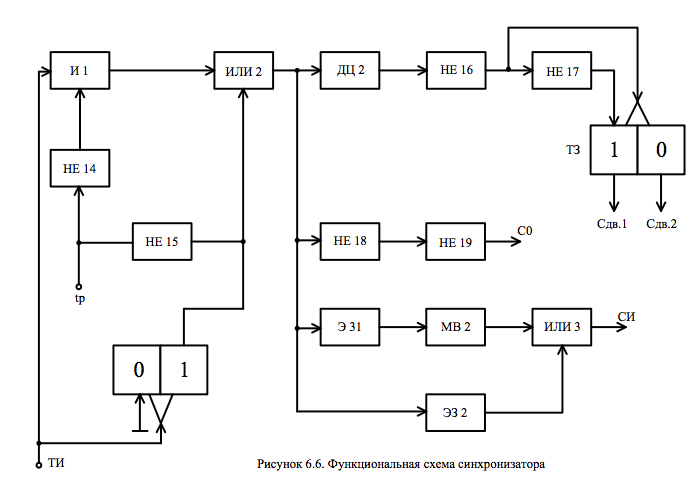 И 1
ИЛИ 2
ДЦ 2
НЕ 16
НЕ 17
ТЗ
1 0
НЕ 14
Сдв.1 Сдв.2
НЕ 15
НЕ 18
НЕ 19
С0
tр
Э 31
МВ 2
ИЛИ 3
СИ
0 1
ЭЗ 2
ТИ
Рисунок 6.6. Функциональная схема синхронизатора